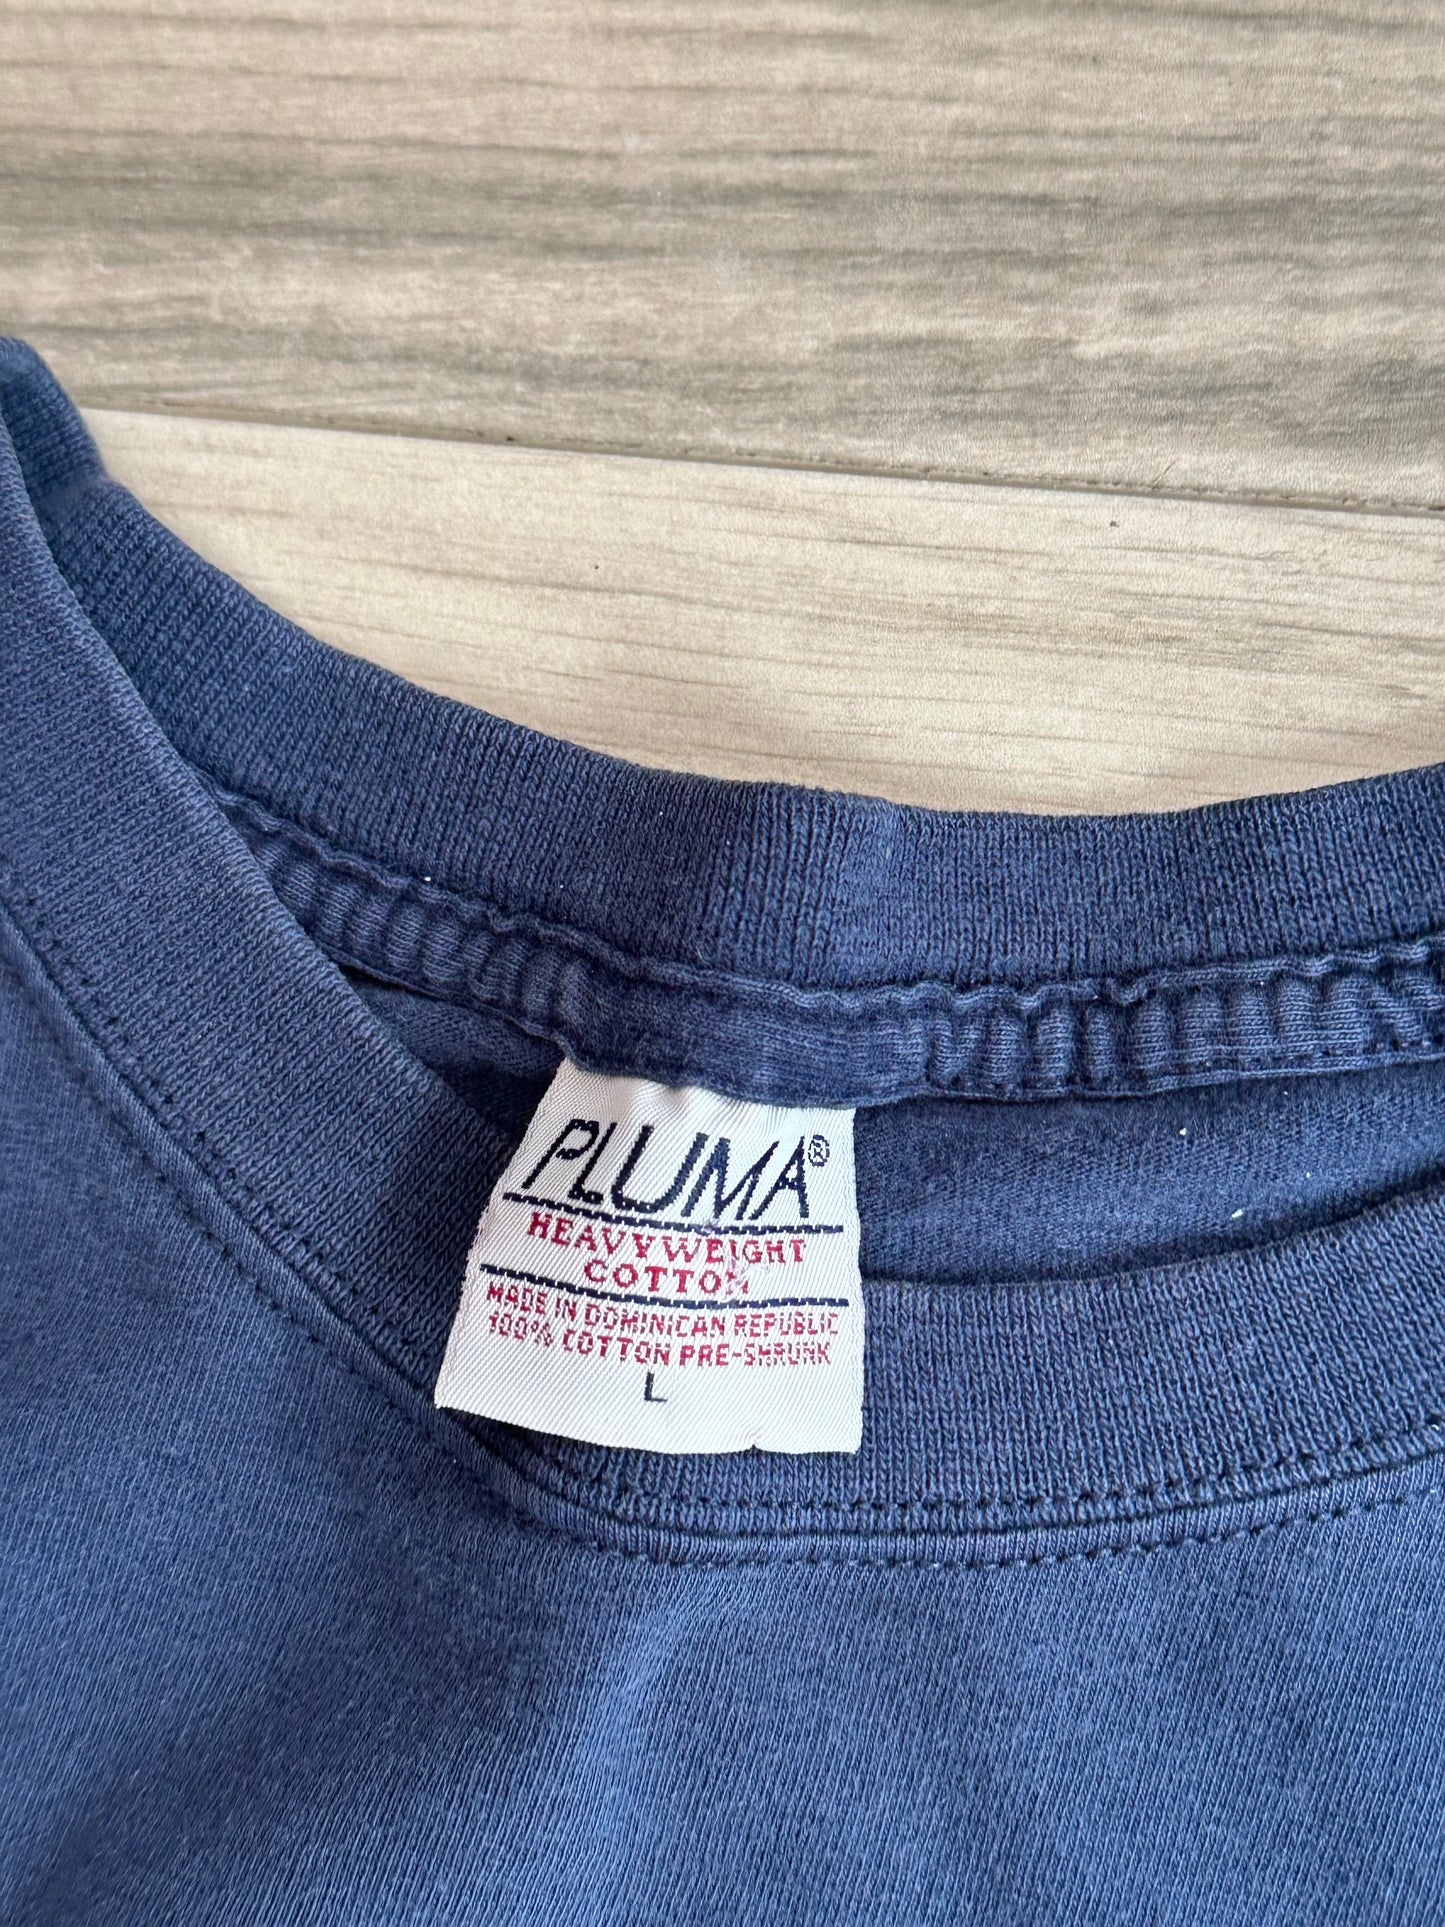 PLUMA®
HEAVYWEIGHT
COTTON
MADE IN DOMINICAN REPUBLIC
100% COTTON PRE-SHRUNK
L